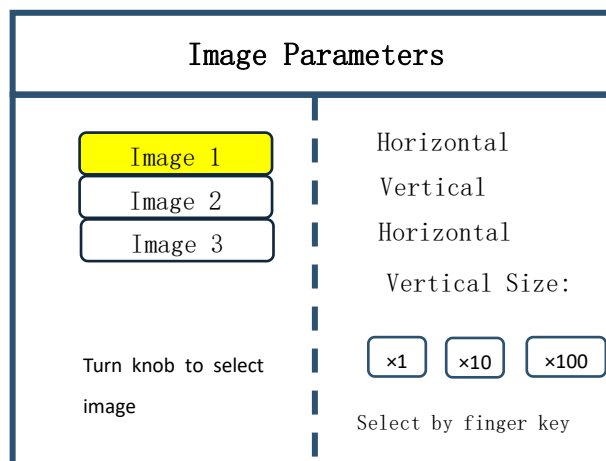 Image Parameters
Image 1
Image 2
Image 3
Turn knob to select
image
Horizontal
Vertical
Horizontal
Vertical Size:
×1 ×10 ×100
Select by finger key